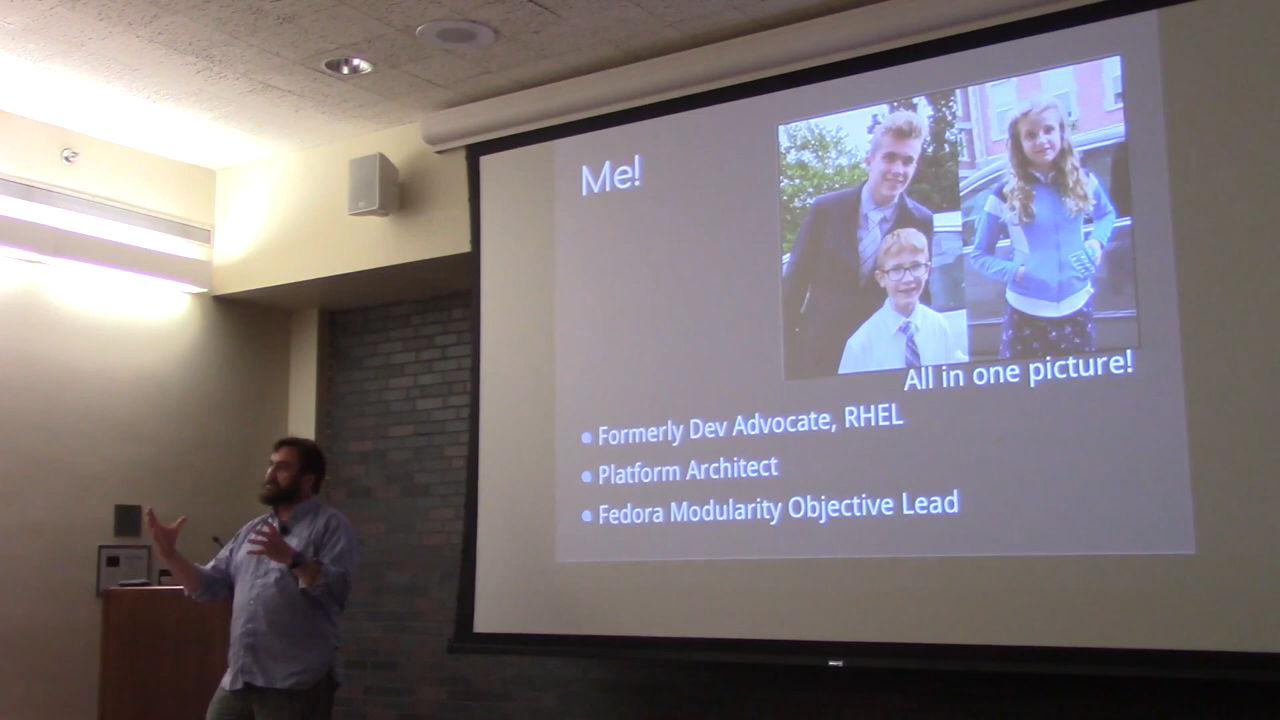 Me!
All in one picture!
Formerly Dev Advocate, RHEL
Platform Architect
Fedora Modularity Objective Lead